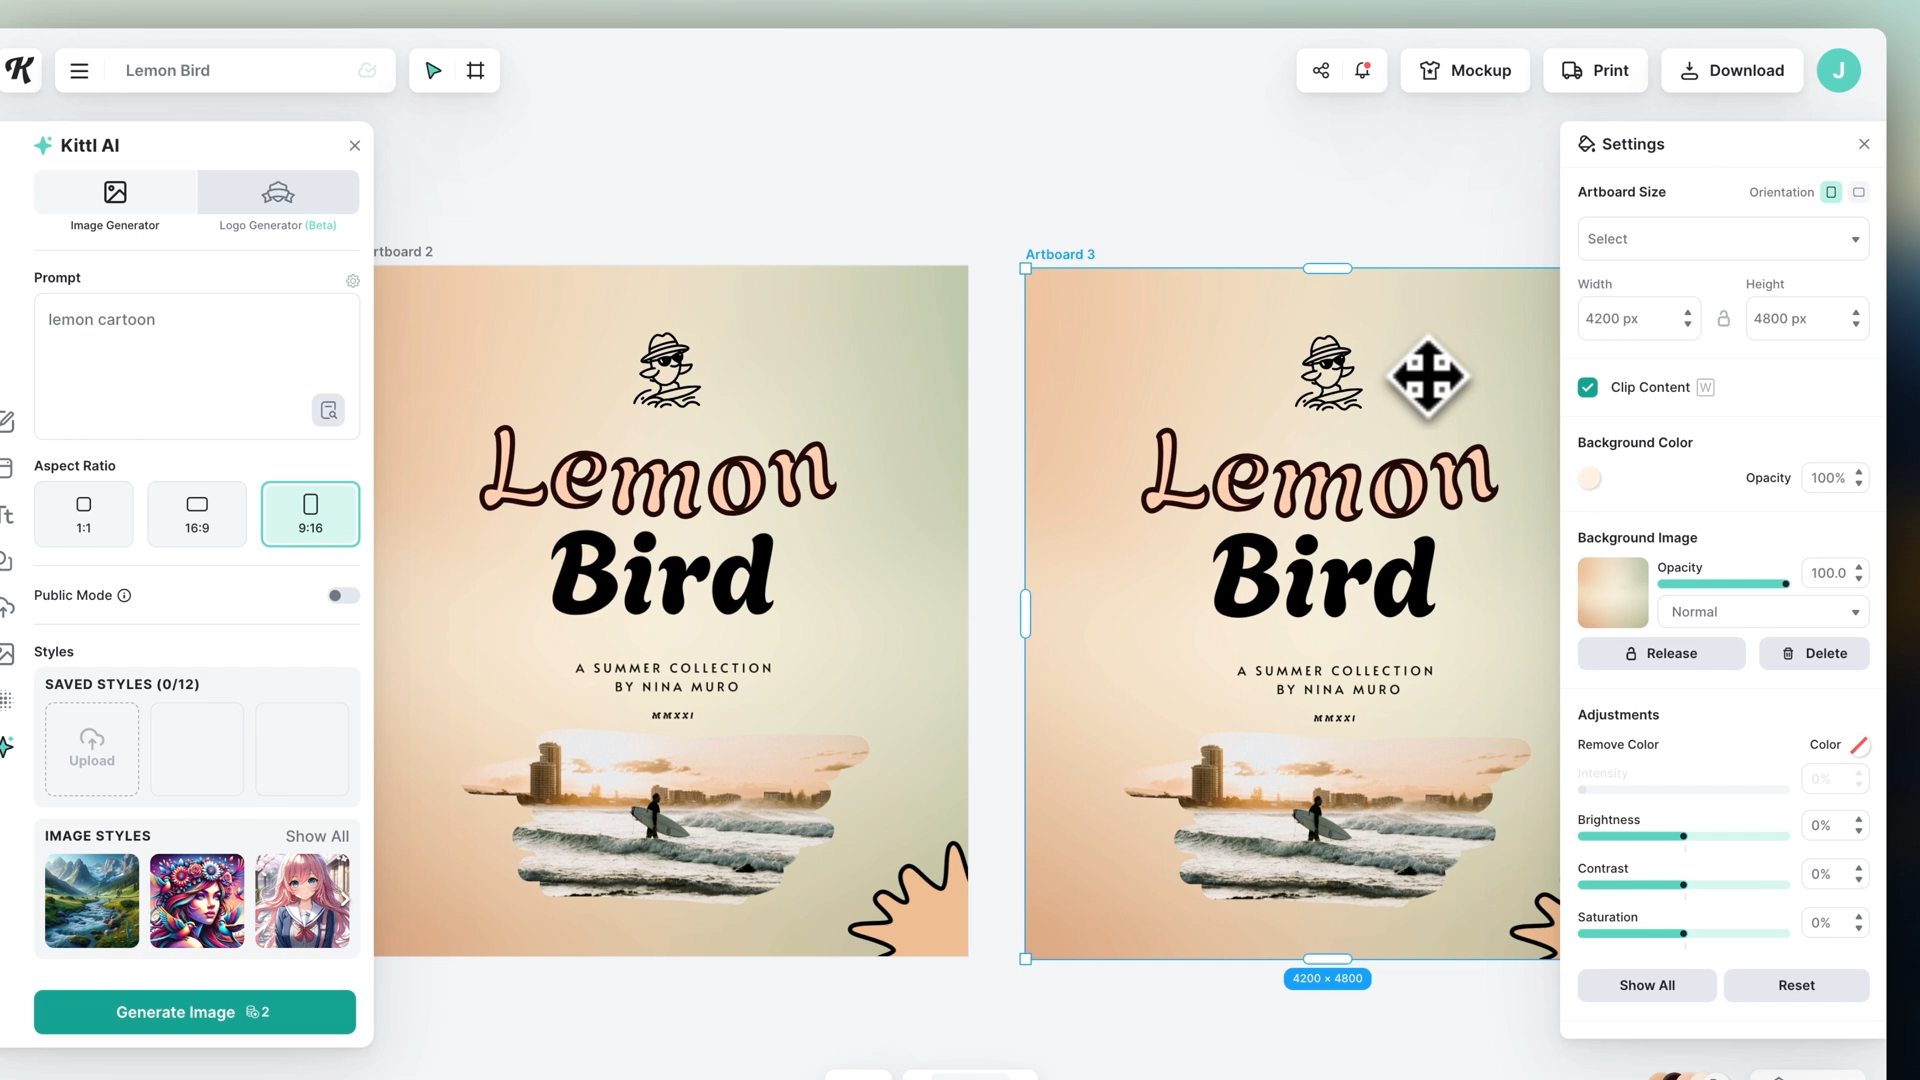 K
Lemon Bird
Mockup
Print
Download
J
Kittl AI
Image Generator
Logo Generator (Beta)
Prompt
lemon cartoon
Aspect Ratio
1:1
16:9
9:16
Public Mode
Styles
SAVED STYLES (0/12)
Upload
IMAGE STYLES
Show All
Generate Image 2
rtboard 2
Lemon
Bird
A SUMMER COLLECTION
BY NINA MURO
MMXXI
Artboard 3
Lemon
Bird
A SUMMER COLLECTION
BY NINA MURO
MMXXI
4200 × 4800
Settings
Artboard Size
Orientation
Select
Width
Height
4200 px
4800 px
Clip Content W
Background Color
Opacity
100%
Background Image
Opacity
100.0
Normal
Release
Delete
Adjustments
Remove Color
Color
Intensity
0%
Brightness
0%
Contrast
0%
Saturation
0%
Show All
Reset